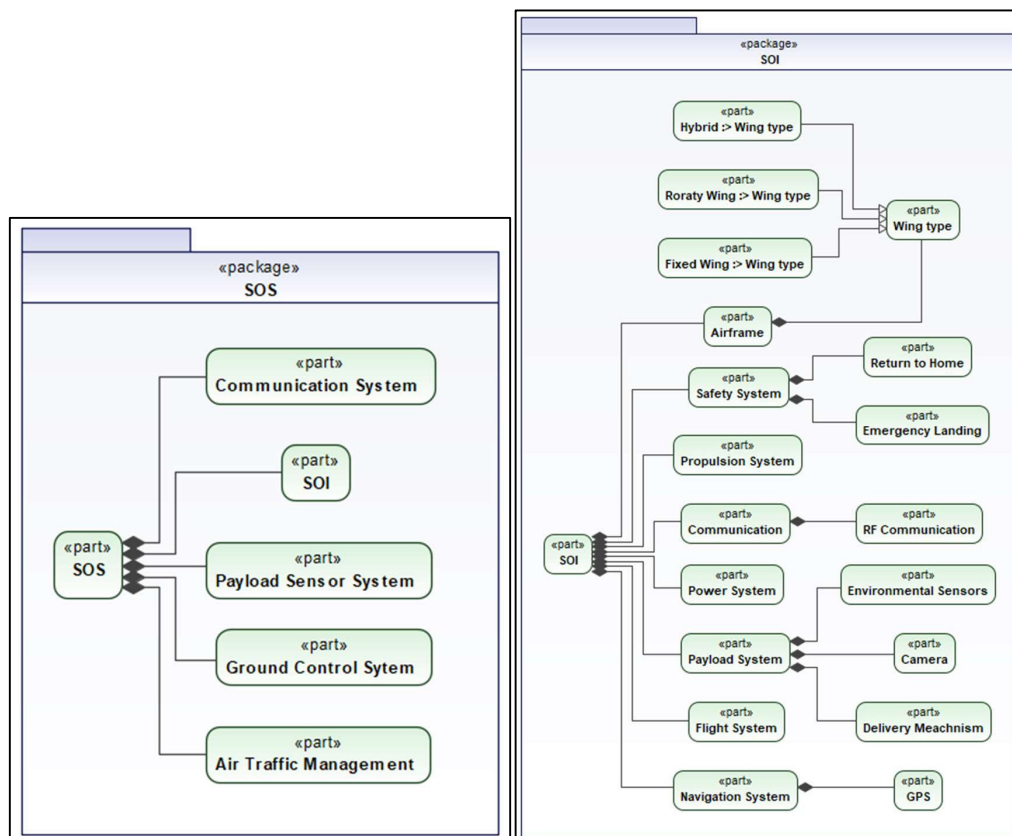 «package»
SOS
«part»
Communication System
«part»
SOI
«part»
SOS
«part»
Payload Sensor System
«part»
Ground Control Sytem
«part»
Air Traffic Management
«package»
SOI
«part»
Hybrid :> Wing type
«part»
Roraty Wing :> Wing type
«part»
Wing type
«part»
Fixed Wing :> Wing type
«part»
Airframe
«part»
Return to Home
«part»
Safety System
«part»
Emergency Landing
«part»
Propulsion System
«part»
Communication
«part»
RF Communication
«part»
SOI
«part»
Power System
«part»
Environmental Sensors
«part»
Payload System
«part»
Camera
«part»
Flight System
«part»
Delivery Meachnism
«part»
Navigation System
«part»
GPS